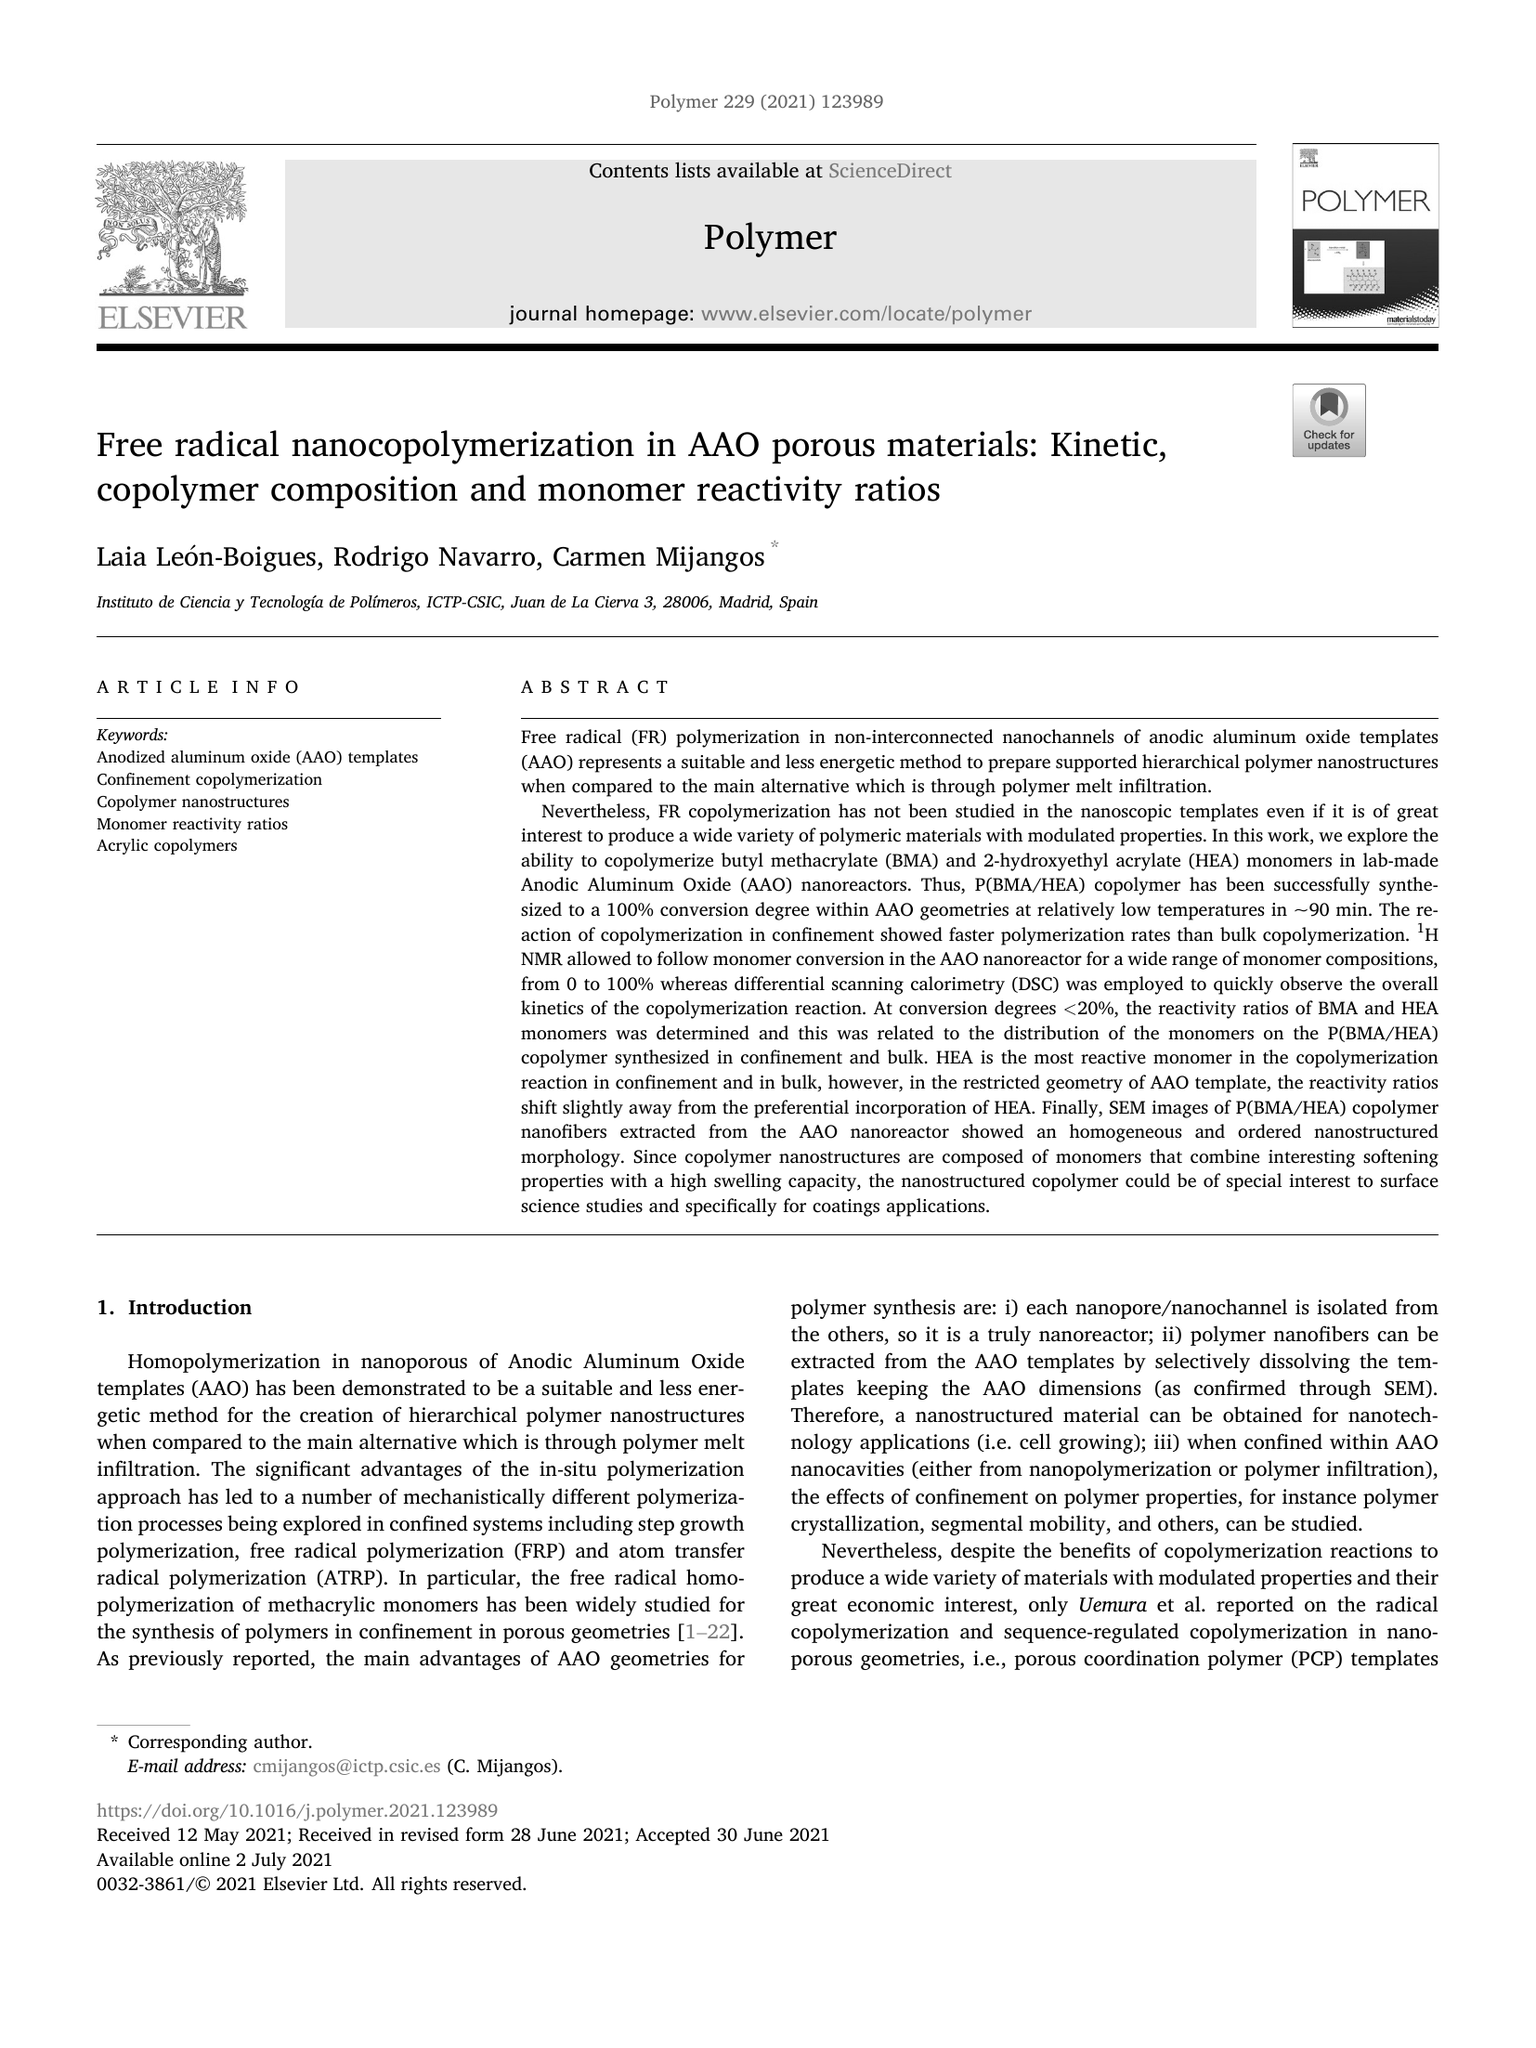 Polymer 229 (2021) 123989
Contents lists available at ScienceDirect
Polymer
journal homepage: www.elsevier.com/locate/polymer
NON SOLUS
ELSEVIER
ELSEVIER
POLYMER
materialstoday
Check for
updates
Free radical nanocopolymerization in AAO porous materials: Kinetic,
copolymer composition and monomer reactivity ratios
Laia León-Boigues, Rodrigo Navarro, Carmen Mijangos *
Instituto de Ciencia y Tecnología de Polímeros, ICTP-CSIC, Juan de La Cierva 3, 28006, Madrid, Spain
A R T I C L E I N F O
Keywords:
Anodized aluminum oxide (AAO) templates
Confinement copolymerization
Copolymer nanostructures
Monomer reactivity ratios
Acrylic copolymers
A B S T R A C T
Free radical (FR) polymerization in non-interconnected nanochannels of anodic aluminum oxide templates
(AAO) represents a suitable and less energetic method to prepare supported hierarchical polymer nanostructures
when compared to the main alternative which is through polymer melt infiltration.
Nevertheless, FR copolymerization has not been studied in the nanoscopic templates even if it is of great
interest to produce a wide variety of polymeric materials with modulated properties. In this work, we explore the
ability to copolymerize butyl methacrylate (BMA) and 2-hydroxyethyl acrylate (HEA) monomers in lab-made
Anodic Aluminum Oxide (AAO) nanoreactors. Thus, P(BMA/HEA) copolymer has been successfully synthe-
sized to a 100% conversion degree within AAO geometries at relatively low temperatures in ~90 min. The re-
action of copolymerization in confinement showed faster polymerization rates than bulk copolymerization. ¹H
NMR allowed to follow monomer conversion in the AAO nanoreactor for a wide range of monomer compositions,
from 0 to 100% whereas differential scanning calorimetry (DSC) was employed to quickly observe the overall
kinetics of the copolymerization reaction. At conversion degrees <20%, the reactivity ratios of BMA and HEA
monomers was determined and this was related to the distribution of the monomers on the P(BMA/HEA)
copolymer synthesized in confinement and bulk. HEA is the most reactive monomer in the copolymerization
reaction in confinement and in bulk, however, in the restricted geometry of AAO template, the reactivity ratios
shift slightly away from the preferential incorporation of HEA. Finally, SEM images of P(BMA/HEA) copolymer
nanofibers extracted from the AAO nanoreactor showed an homogeneous and ordered nanostructured
morphology. Since copolymer nanostructures are composed of monomers that combine interesting softening
properties with a high swelling capacity, the nanostructured copolymer could be of special interest to surface
science studies and specifically for coatings applications.
1. Introduction
Homopolymerization in nanoporous of Anodic Aluminum Oxide
templates (AAO) has been demonstrated to be a suitable and less ener-
getic method for the creation of hierarchical polymer nanostructures
when compared to the main alternative which is through polymer melt
infiltration. The significant advantages of the in-situ polymerization
approach has led to a number of mechanistically different polymeriza-
tion processes being explored in confined systems including step growth
polymerization, free radical polymerization (FRP) and atom transfer
radical polymerization (ATRP). In particular, the free radical homo-
polymerization of methacrylic monomers has been widely studied for
the synthesis of polymers in confinement in porous geometries [1–22].
As previously reported, the main advantages of AAO geometries for
polymer synthesis are: i) each nanopore/nanochannel is isolated from
the others, so it is a truly nanoreactor; ii) polymer nanofibers can be
extracted from the AAO templates by selectively dissolving the tem-
plates keeping the AAO dimensions (as confirmed through SEM).
Therefore, a nanostructured material can be obtained for nanotech-
nology applications (i.e. cell growing); iii) when confined within AAO
nanocavities (either from nanopolymerization or polymer infiltration),
the effects of confinement on polymer properties, for instance polymer
crystallization, segmental mobility, and others, can be studied.
Nevertheless, despite the benefits of copolymerization reactions to
produce a wide variety of materials with modulated properties and their
great economic interest, only Uemura et al. reported on the radical
copolymerization and sequence-regulated copolymerization in nano-
porous geometries, i.e., porous coordination polymer (PCP) templates
* Corresponding author.
E-mail address: cmijangos@ictp.csic.es (C. Mijangos).
https://doi.org/10.1016/j.polymer.2021.123989
Received 12 May 2021; Received in revised form 28 June 2021; Accepted 30 June 2021
Available online 2 July 2021
0032-3861/© 2021 Elsevier Ltd. All rights reserved.